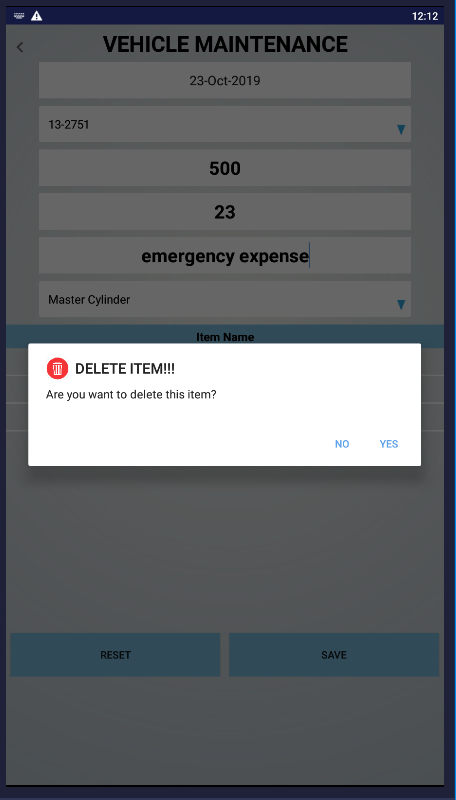 12:12
VEHICLE MAINTENANCE
23-Oct-2019
13-2751
500
23
emergency expense
Master Cylinder
Item Name
DELETE ITEM!!!
Are you want to delete this item?
NO YES
RESET SAVE